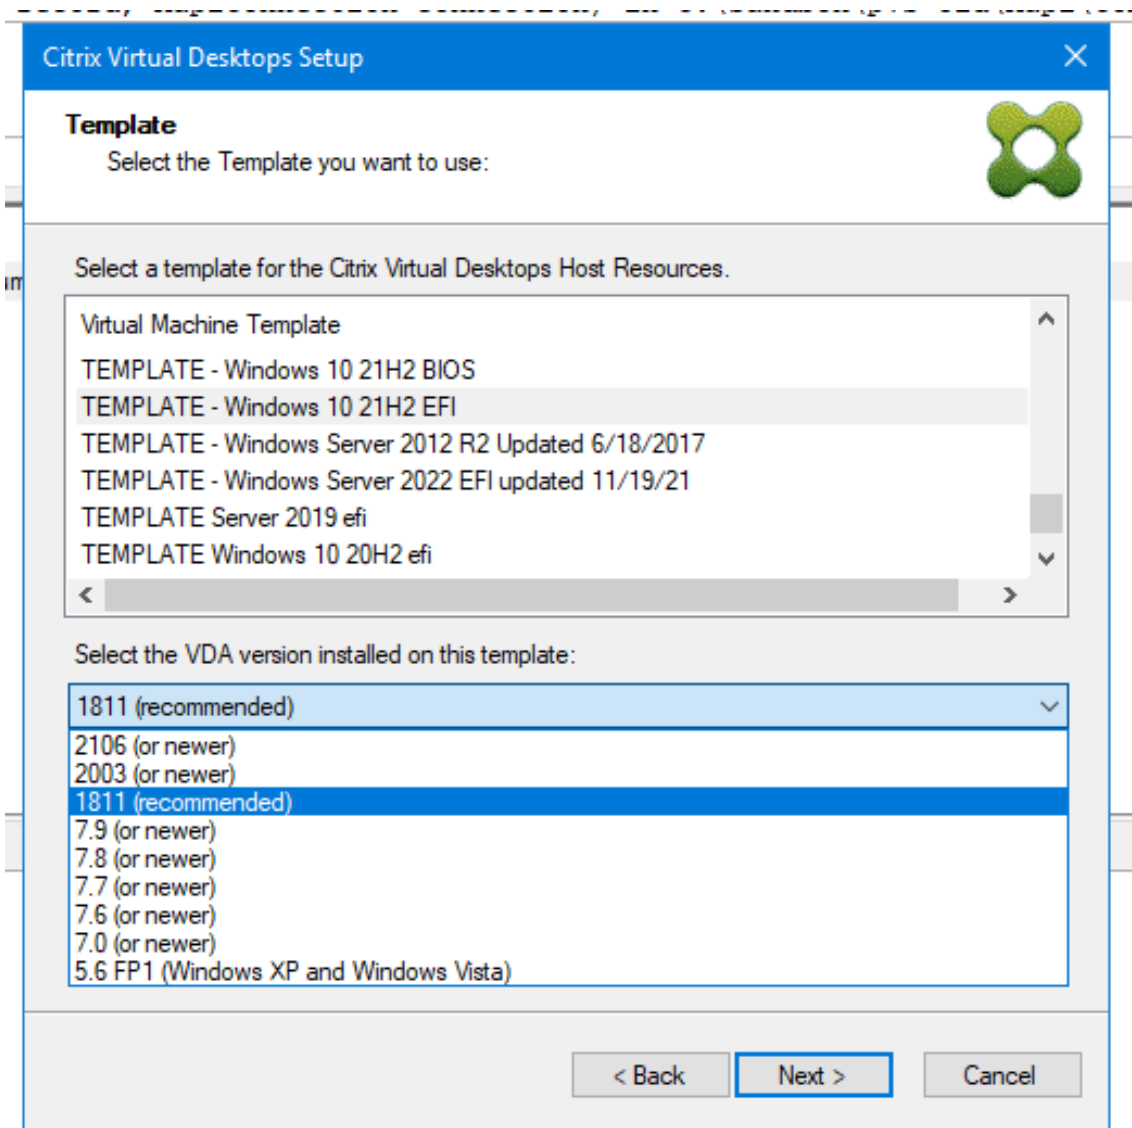 Citrix Virtual Desktops Setup
Template
Select the Template you want to use:
Select a template for the Citrix Virtual Desktops Host Resources.
Virtual Machine Template
TEMPLATE - Windows 10 21H2 BIOS
TEMPLATE - Windows 10 21H2 EFI
TEMPLATE - Windows Server 2012 R2 Updated 6/18/2017
TEMPLATE - Windows Server 2022 EFI updated 11/19/21
TEMPLATE Server 2019 efi
TEMPLATE Windows 10 20H2 efi
Select the VDA version installed on this template:
1811 (recommended)
2106 (or newer)
2003 (or newer)
1811 (recommended)
7.9 (or newer)
7.8 (or newer)
7.7 (or newer)
7.6 (or newer)
7.0 (or newer)
5.6 FP1 (Windows XP and Windows Vista)
< Back Next > Cancel